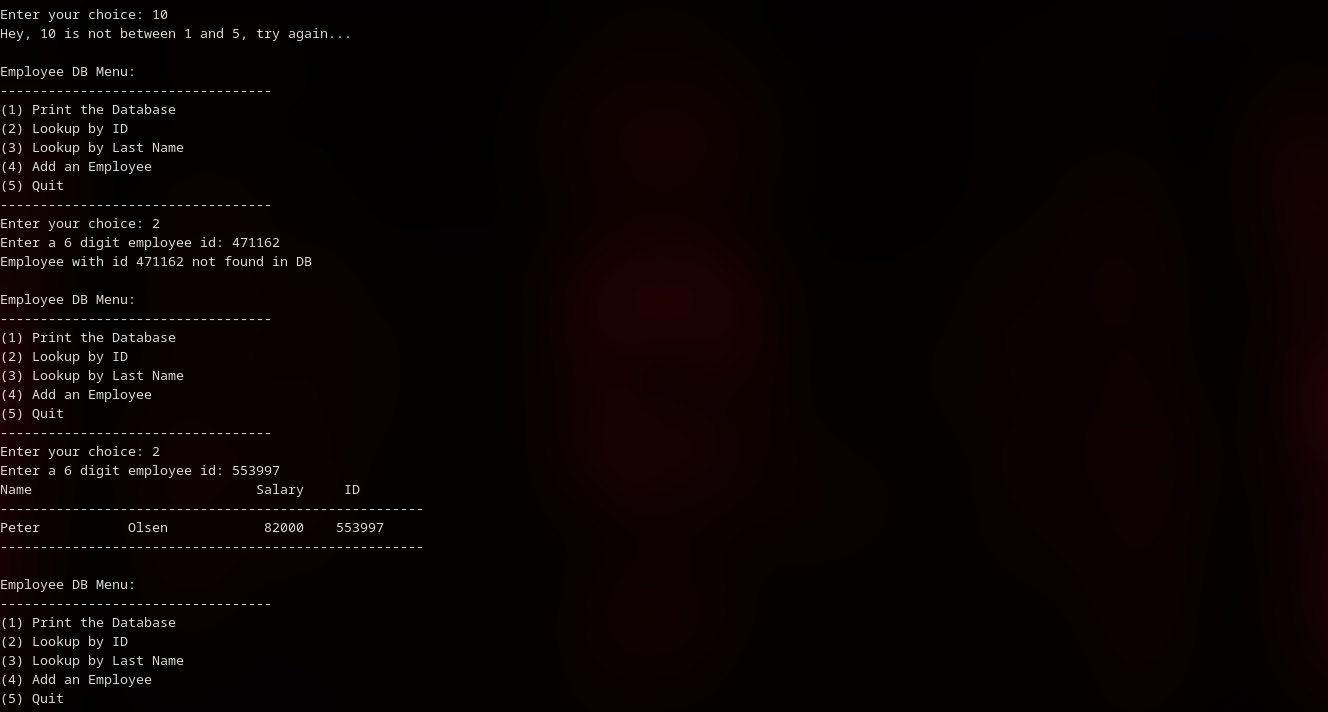 Enter your choice: 10
Hey, 10 is not between 1 and 5, try again...
Employee DB Menu:
----------------------------------
(1) Print the Database
(2) Lookup by ID
(3) Lookup by Last Name
(4) Add an Employee
(5) Quit
----------------------------------
Enter your choice: 2
Enter a 6 digit employee id: 471162
Employee with id 471162 not found in DB
Employee DB Menu:
----------------------------------
(1) Print the Database
(2) Lookup by ID
(3) Lookup by Last Name
(4) Add an Employee
(5) Quit
----------------------------------
Enter your choice: 2
Enter a 6 digit employee id: 553997
Name                            Salary     ID
-----------------------------------------------------
Peter           Olsen            82000    553997
-----------------------------------------------------
Employee DB Menu:
----------------------------------
(1) Print the Database
(2) Lookup by ID
(3) Lookup by Last Name
(4) Add an Employee
(5) Quit